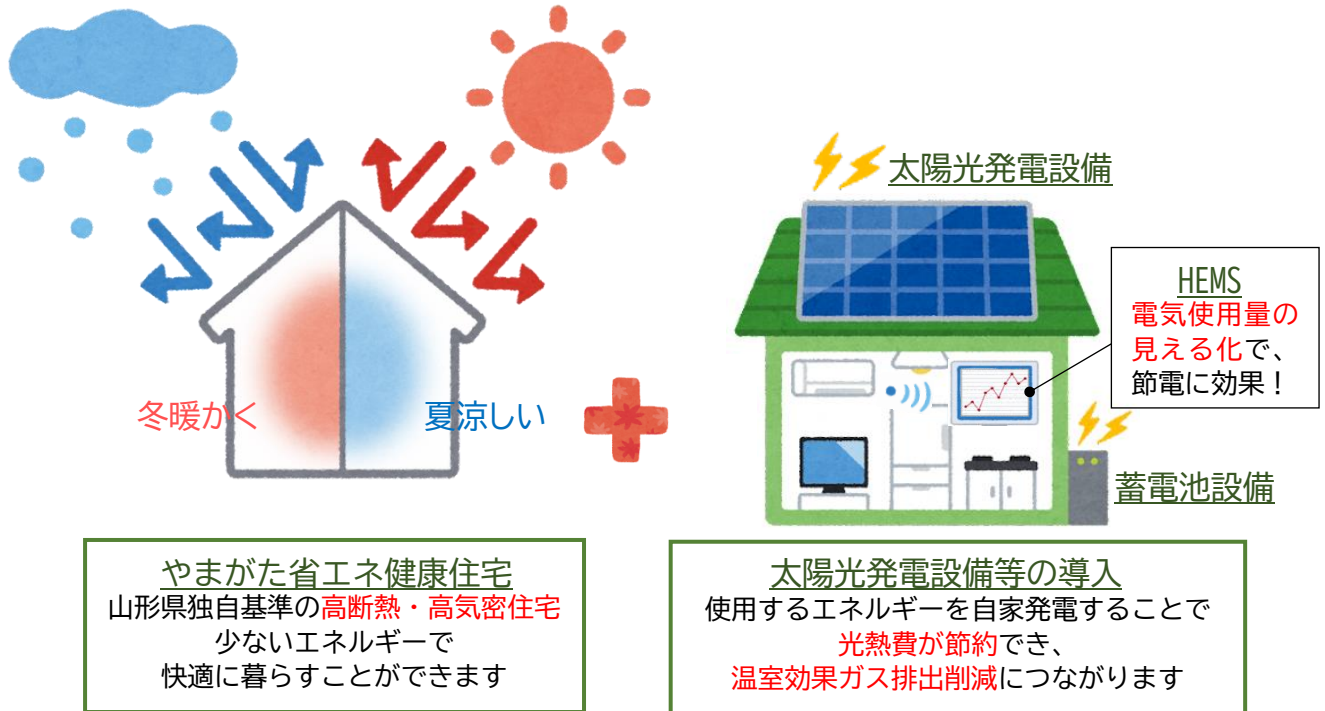 太陽光発電設備
HEMS
電気使用量の
見える化で、
節電に効果！
冬暖かく
夏涼しい
蓄電池設備
やまがた省エネ健康住宅
山形県独自基準の高断熱・高気密住宅
少ないエネルギーで
快適に暮らすことができます
太陽光発電設備等の導入
使用するエネルギーを自家発電することで
光熱費が節約でき、
温室効果ガス排出削減につながります